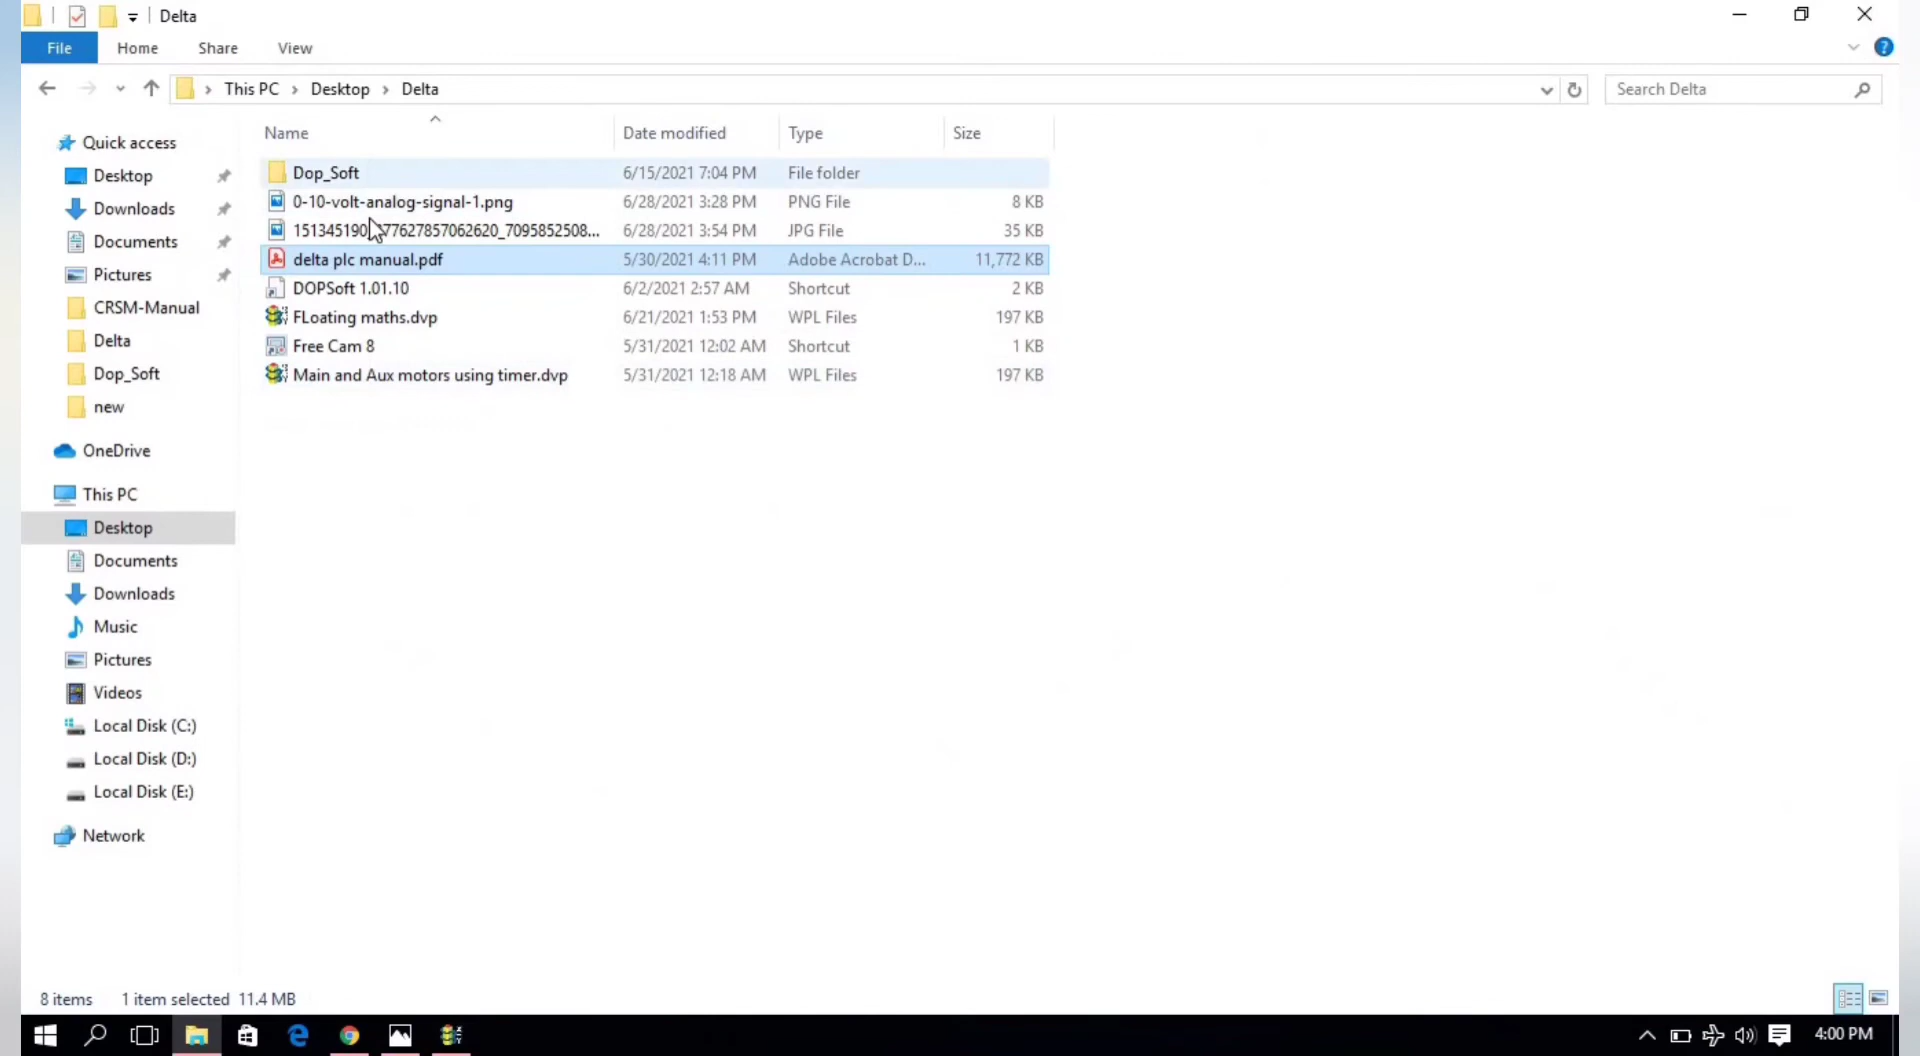 Delta
File Home Share View
This PC Desktop Delta
Search Delta
Name Date modified Type Size
Quick access
Desktop
Downloads
Documents
Pictures
CRSM-Manual
Delta
Dop_Soft
new
OneDrive
This PC
Desktop
Documents
Downloads
Music
Pictures
Videos
Local Disk (C:)
Local Disk (D:)
Local Disk (E:)
Network
Dop_Soft 6/15/2021 7:04 PM File folder
0-10-volt-analog-signal-1.png 6/28/2021 3:28 PM PNG File 8 KB
6/28/2021 3:54 PM JPG File 35 KB
delta plc manual.pdf 5/30/2021 4:11 PM Adobe Acrobat D... 11,772 KB
DOPSoft 1.01.10 6/2/2021 2:57 AM Shortcut 2 KB
FLoating maths.dvp 6/21/2021 1:53 PM WPL Files 197 KB
Free Cam 8 5/31/2021 12:02 AM Shortcut 1 KB
Main and Aux motors using timer.dvp 5/31/2021 12:18 AM WPL Files 197 KB
8 items 1 item selected 11.4 MB
4:00 PM